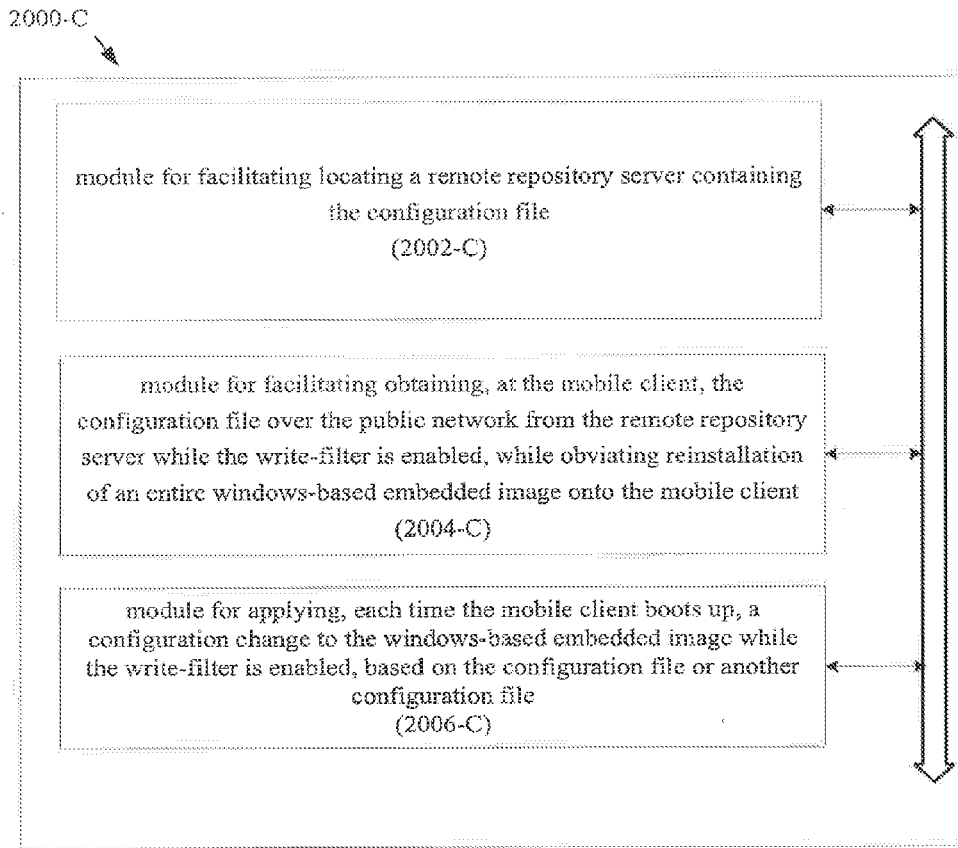 2000-C
module for facilitating locating a remote repository server containing
the configuration file
(2002-C)
module for facilitating obtaining, at the mobile client, the
configuration file over the public network from the remote repository
server while the write-filter is enabled, while obviating reinstallation
of an entire windows-based embedded image onto the mobile client
(2004-C)
module for applying, each time the mobile client boots up, a
configuration change to the windows-based embedded image while
the write-filter is enabled, based on the configuration file or another
configuration file
(2006-C)